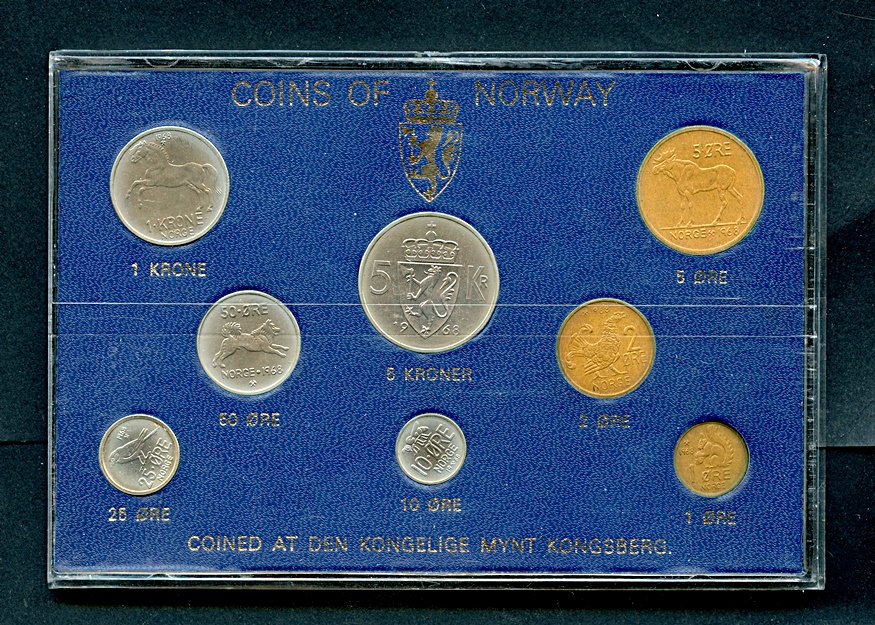 COINS OF NORWAY
1968
1·KRONE
NORGE
1 KRONE
5·ØRE
NORGE 1968
5 ØRE
5 KR
1968
5 KRONER
50·ØRE
NORGE·1968
50 ØRE
2
ØRE
NORGE
2 ØRE
25·ØRE
NORGE
25 ØRE
10·ØRE
NORGE
10 ØRE
1968
1 ØRE
1 ØRE
COINED AT DEN KONGELIGE MYNT KONGSBERG.